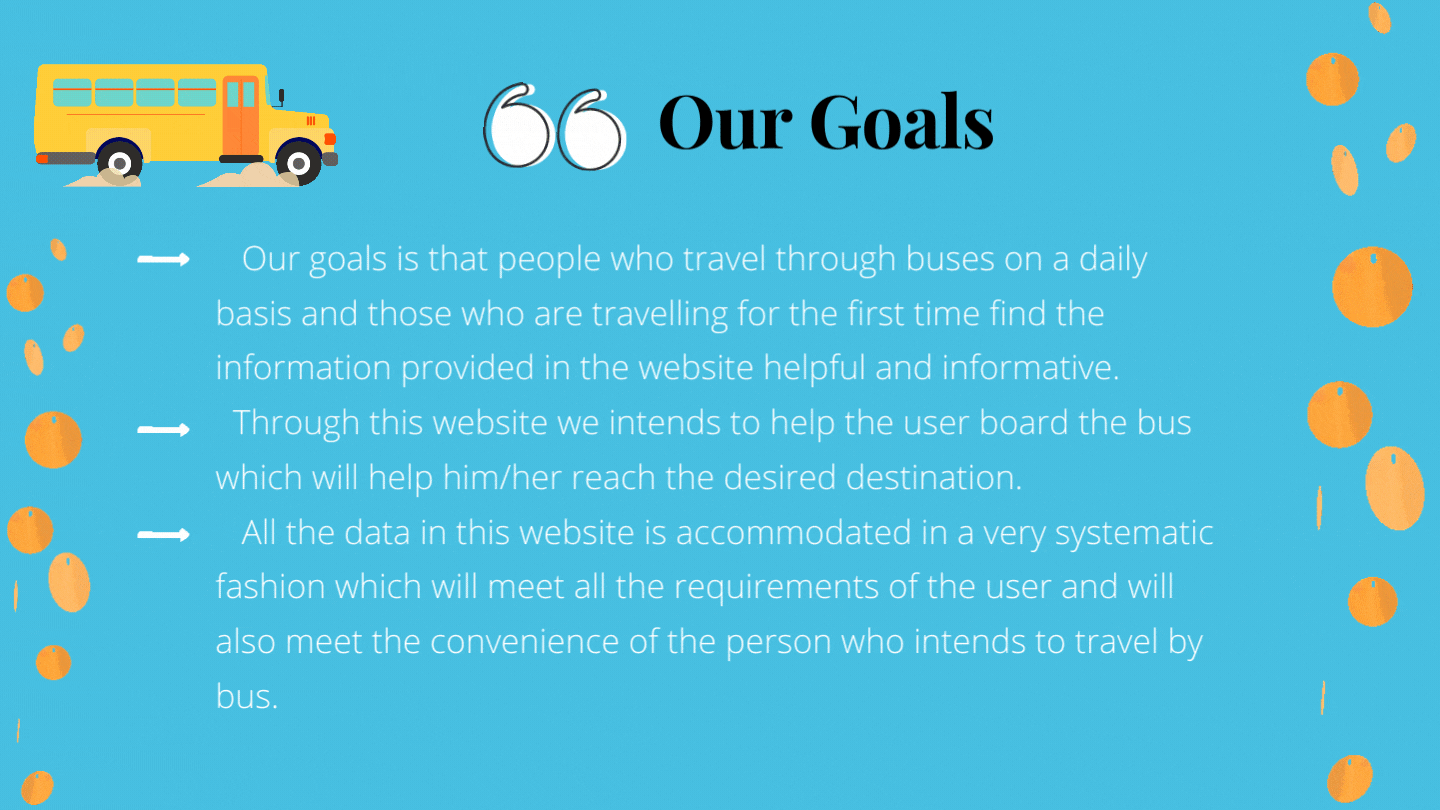 Our Goals
Our goals is that people who travel through buses on a daily
basis and those who are travelling for the first time find the
information provided in the website helpful and informative.
Through this website we intends to help the user board the bus
which will help him/her reach the desired destination.
All the data in this website is accommodated in a very systematic
fashion which will meet all the requirements of the user and will
also meet the convenience of the person who intends to travel by
bus.